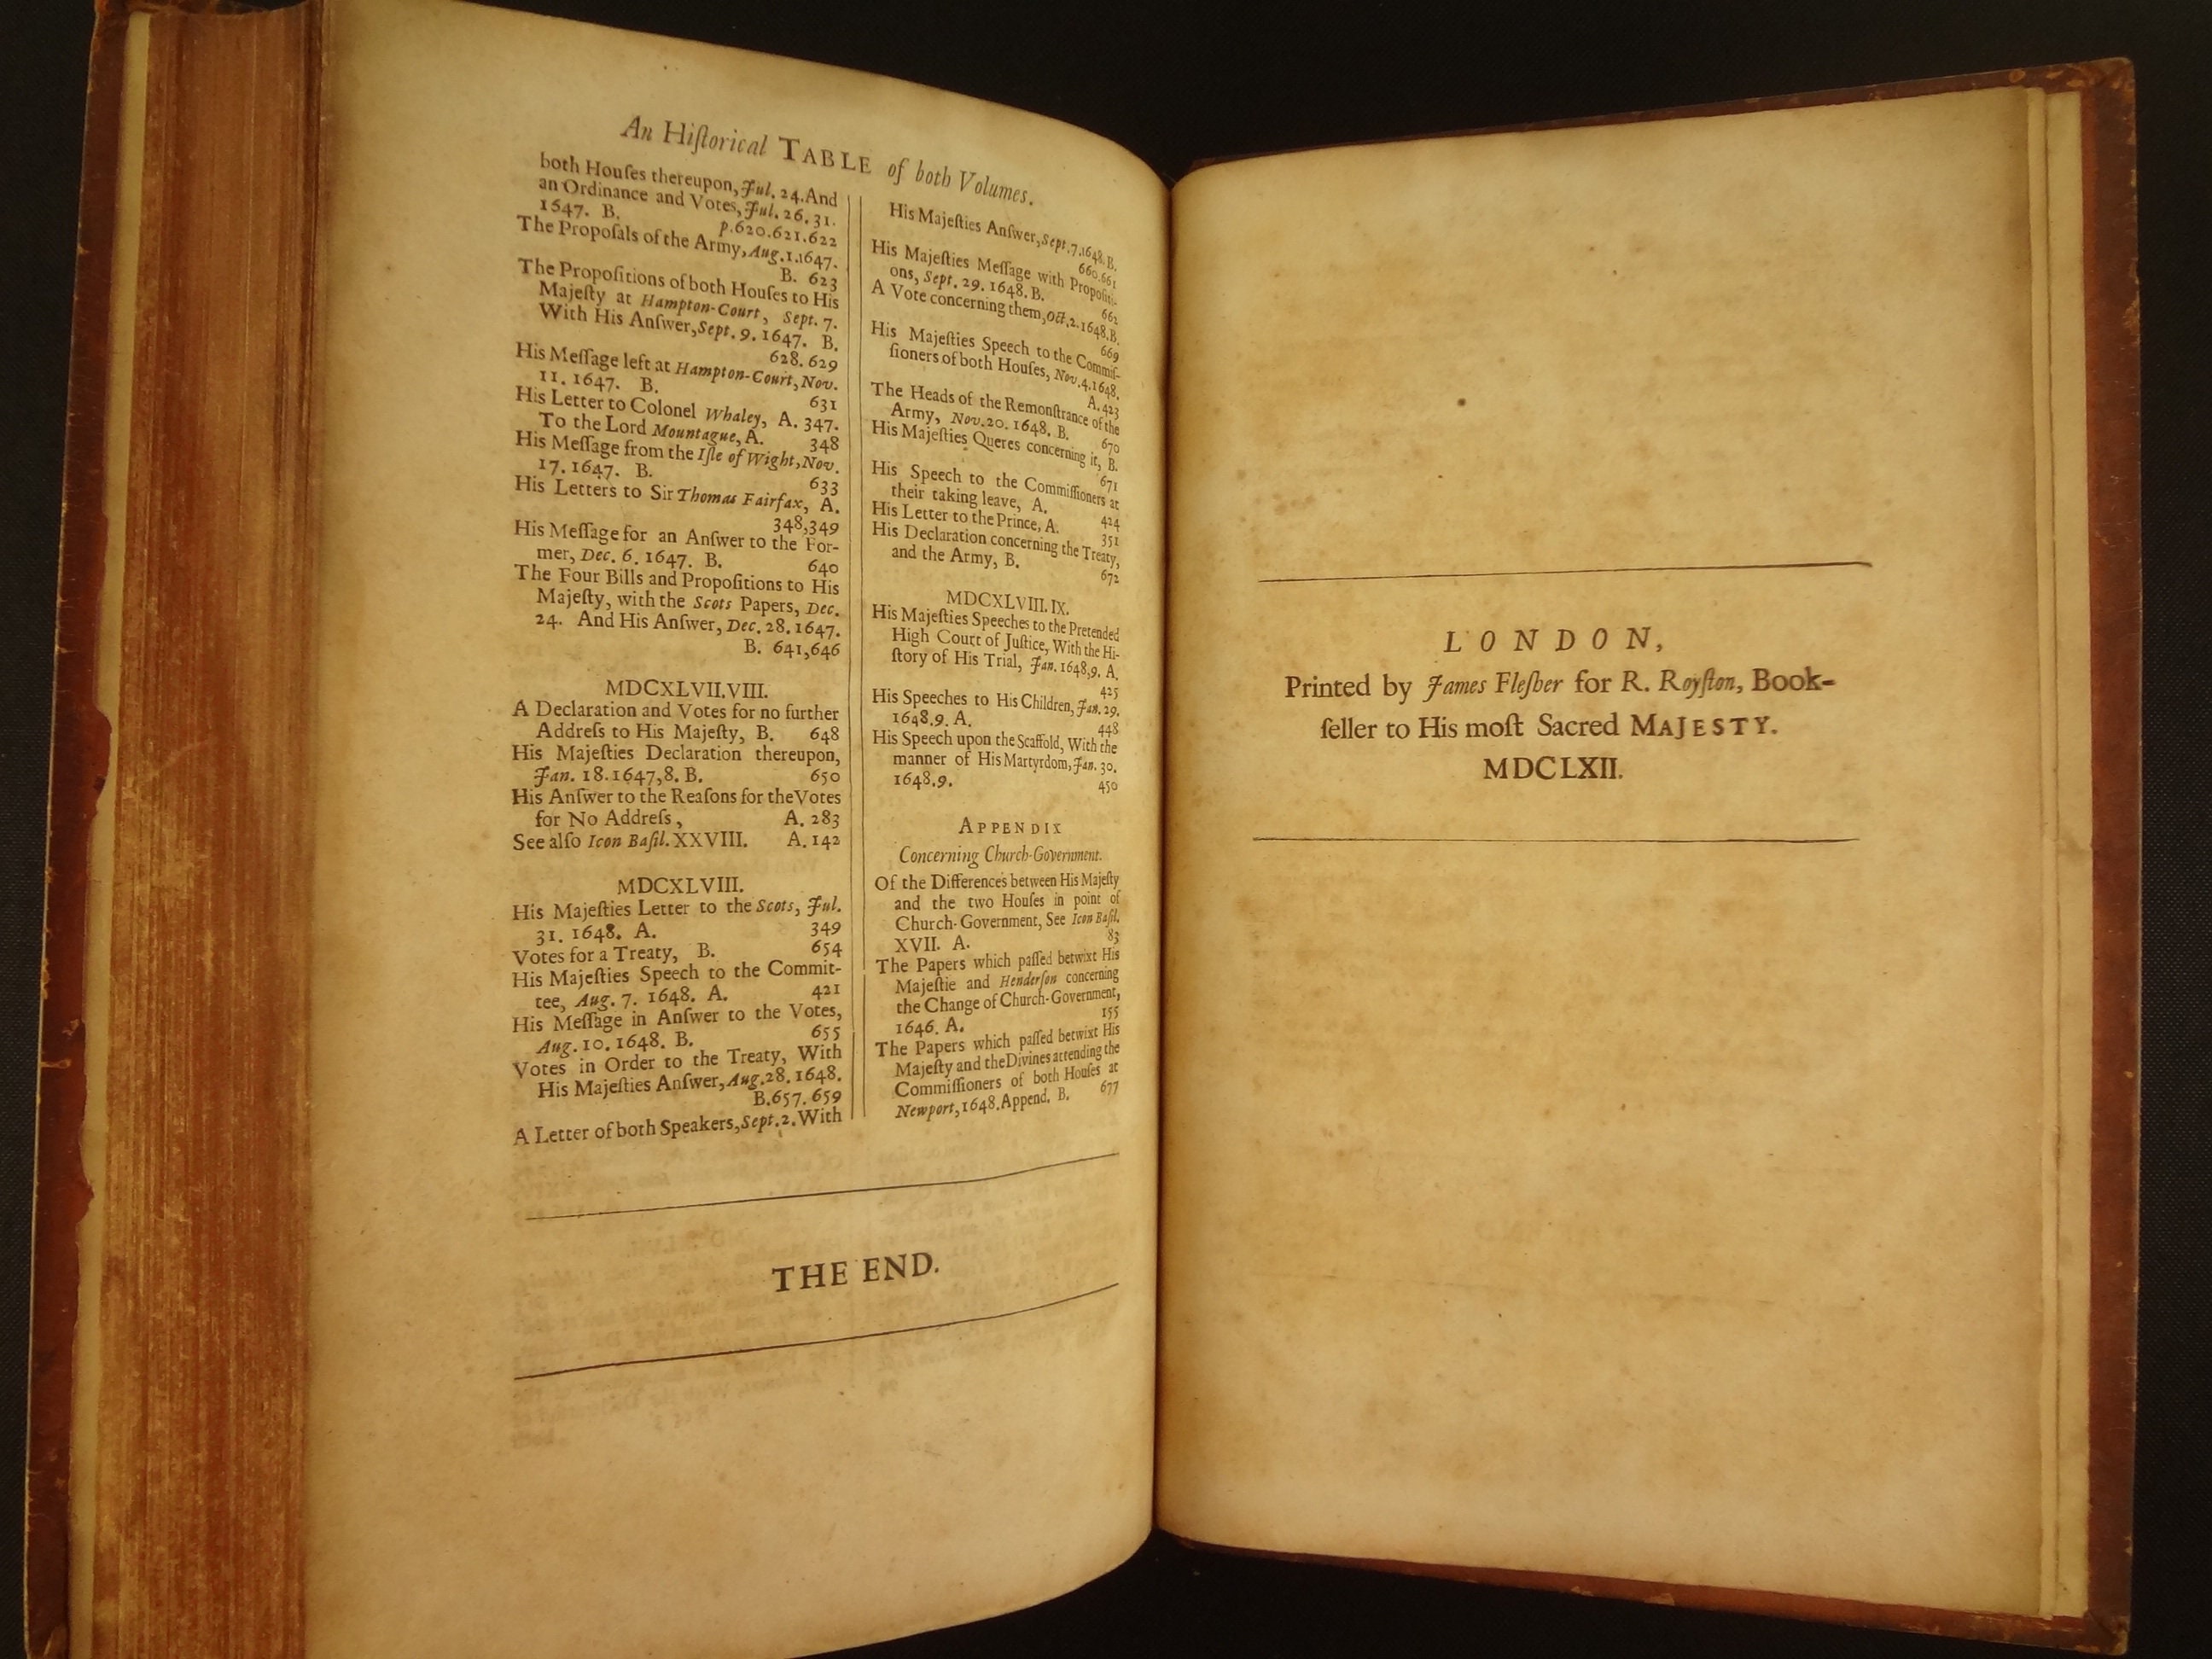 An Hiſtorical TABLE of both Volumes.
both Houſes thereupon, Jul. 24. And
an Ordinance and Votes, Jul. 26. 31.
1647. B. p.620.621.622
The Propoſals of the Army, Aug.1.1647.
B. 623
The Propoſitions of both Houſes to His
Majeſty at Hampton-Court, Sept. 7.
With His Anſwer, Sept. 9. 1647. B.
628. 629
His Meſſage left at Hampton-Court, Nov.
11. 1647. B. 631
His Letter to Colonel Whaley, A. 347.
To the Lord Mountague, A. 348
His Meſſage from the Iſle of Wight, Nov.
17. 1647. B. 633
His Letters to Sir Thomas Fairfax, A.
348,349
His Meſſage for an Anſwer to the For-
mer, Dec. 6. 1647. B. 640
The Four Bills and Propoſitions to His
Majeſty, with the Scots Papers, Dec.
24. And His Anſwer, Dec. 28. 1647.
B. 641,646
MDCXLVII.VIII.
A Declaration and Votes for no further
Addreſs to His Majeſty, B. 648
His Majeſties Declaration thereupon,
Jan. 18. 1647,8. B. 650
His Anſwer to the Reaſons for the Votes
for No Addreſs, A. 283
See alſo Icon Baſil. XXVIII. A. 142
MDCXLVIII.
His Majeſties Letter to the Scots, Jul.
31. 1648. A. 349
Votes for a Treaty, B. 654
His Majeſties Speech to the Commit-
tee, Aug. 7. 1648. A. 421
His Meſſage in Anſwer to the Votes,
Aug. 10. 1648. B. 655
Votes in Order to the Treaty, With
His Majeſties Anſwer, Aug. 28. 1648.
B. 657. 659
A Letter of both Speakers, Sept. 2. With
His Majeſties Anſwer, Sept. 7. 1648. B.
660.661
His Majeſties Meſſage with Propoſiti-
ons, Sept. 29. 1648. B. 662
A Vote concerning them, Oct. 2. 1648. B.
669
His Majeſties Speech to the Commiſ-
ſioners of both Houſes, Nov. 4. 1648.
A. 423
The Heads of the Remonſtrance of the
Army, Nov. 20. 1648. B. 670
His Majeſties Queres concerning it, B.
671
His Speech to the Commiſſioners at
their taking leave, A. 424
His Letter to the Prince, A. 351
His Declaration concerning the Treaty,
and the Army, B. 672
MDCXLVIII.IX.
His Majeſties Speeches to the Pretended
High Court of Juſtice, With the Hi-
ſtory of His Trial, Jan. 1648,9. A.
425
His Speeches to His Children, Jan. 29.
1648.9. A. 448
His Speech upon the Scaffold, With the
manner of His Martyrdom, Jan. 30.
1648.9. 450
APPENDIX
Concerning Church-Government.
Of the Differences between His Majeſty
and the two Houſes in point of
Church-Government, See Icon Baſil.
XVII. A. 83
The Papers which paſſed betwixt His
Majeſtie and Henderſon concerning
the Change of Church-Government,
1646. A. 155
The Papers which paſſed betwixt His
Majeſty and the Divines attending the
Commiſſioners of both Houſes at
Newport, 1648. Append. B. 677
THE END.
LONDON,
Printed by James Fleſher for R. Royſton, Book-
ſeller to His moſt Sacred MAJESTY.
MDCLXII.